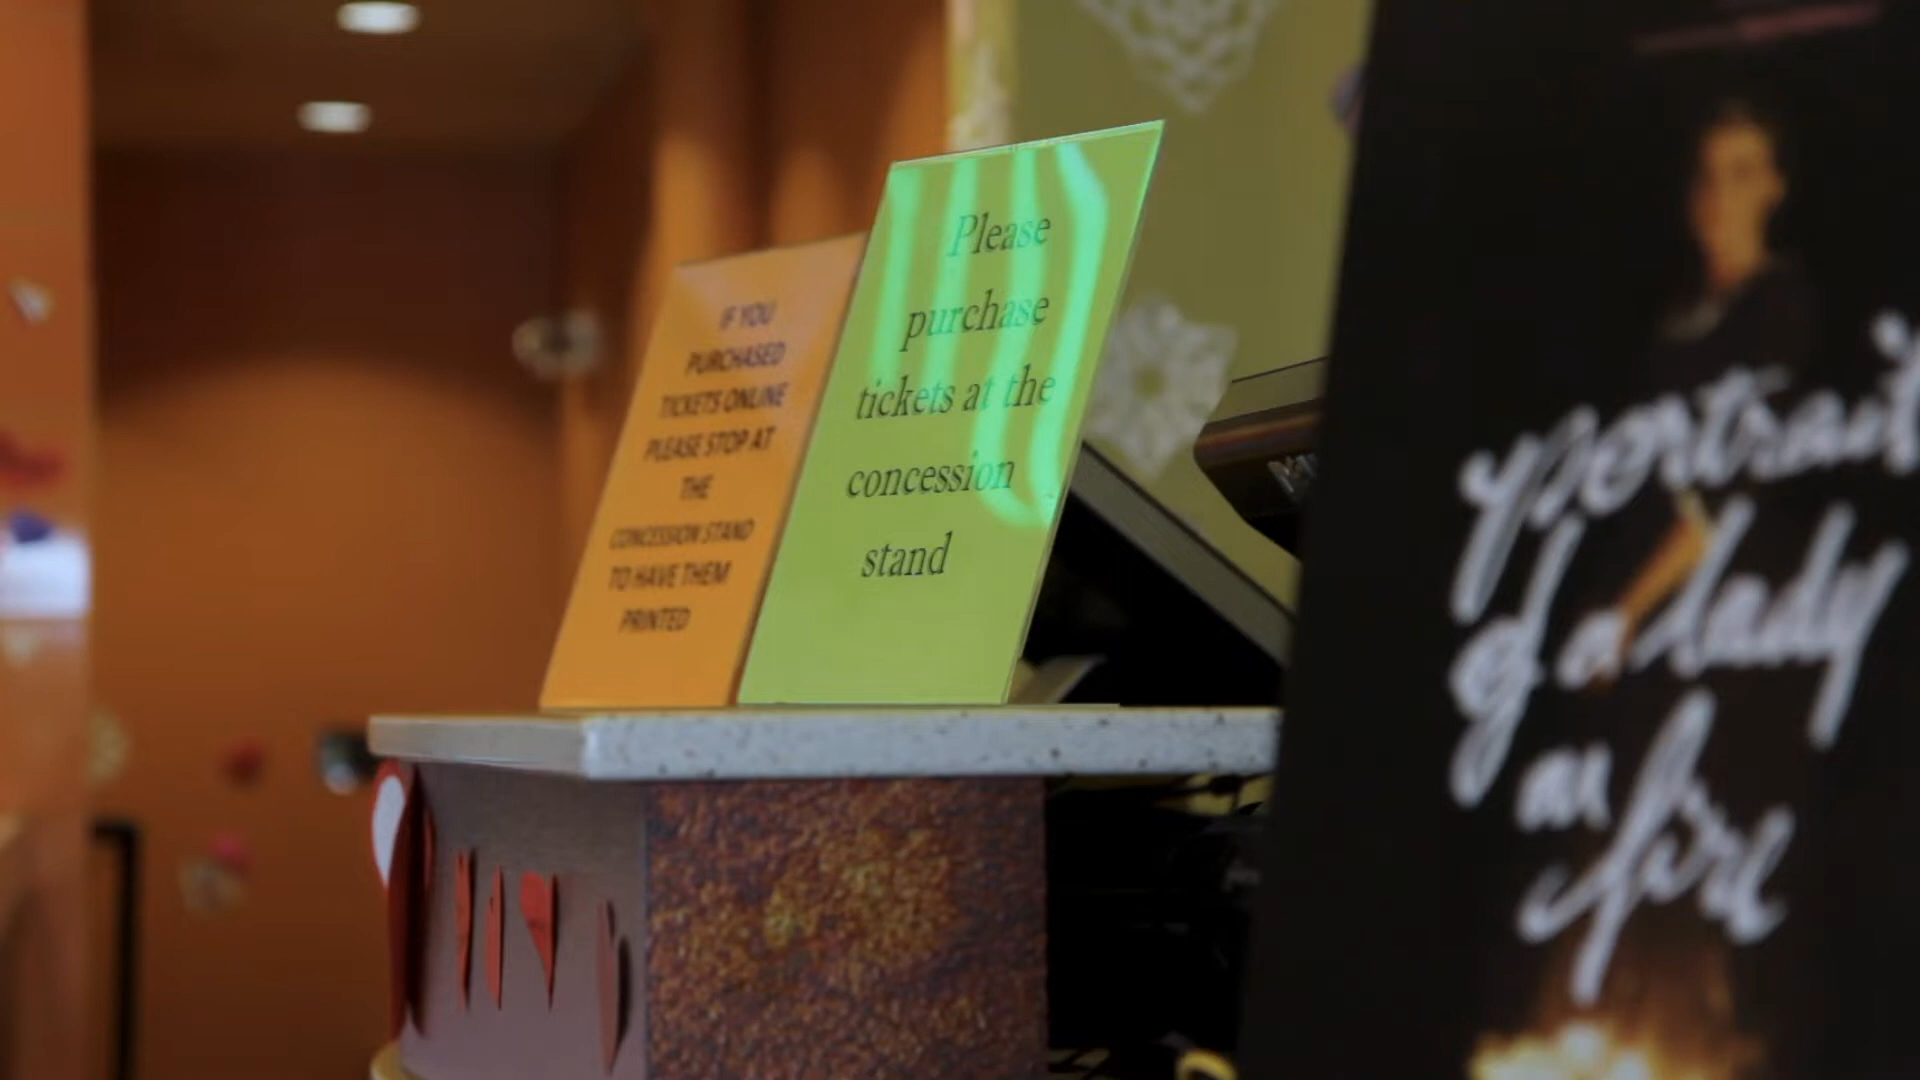 IF YOU
PURCHASED
TICKETS ONLINE
PLEASE STOP AT
THE
CONCESSION STAND
TO HAVE THEM
PRINTED
Please
purchase
tickets at the
concession
stand
portrait
of a lady
on fire